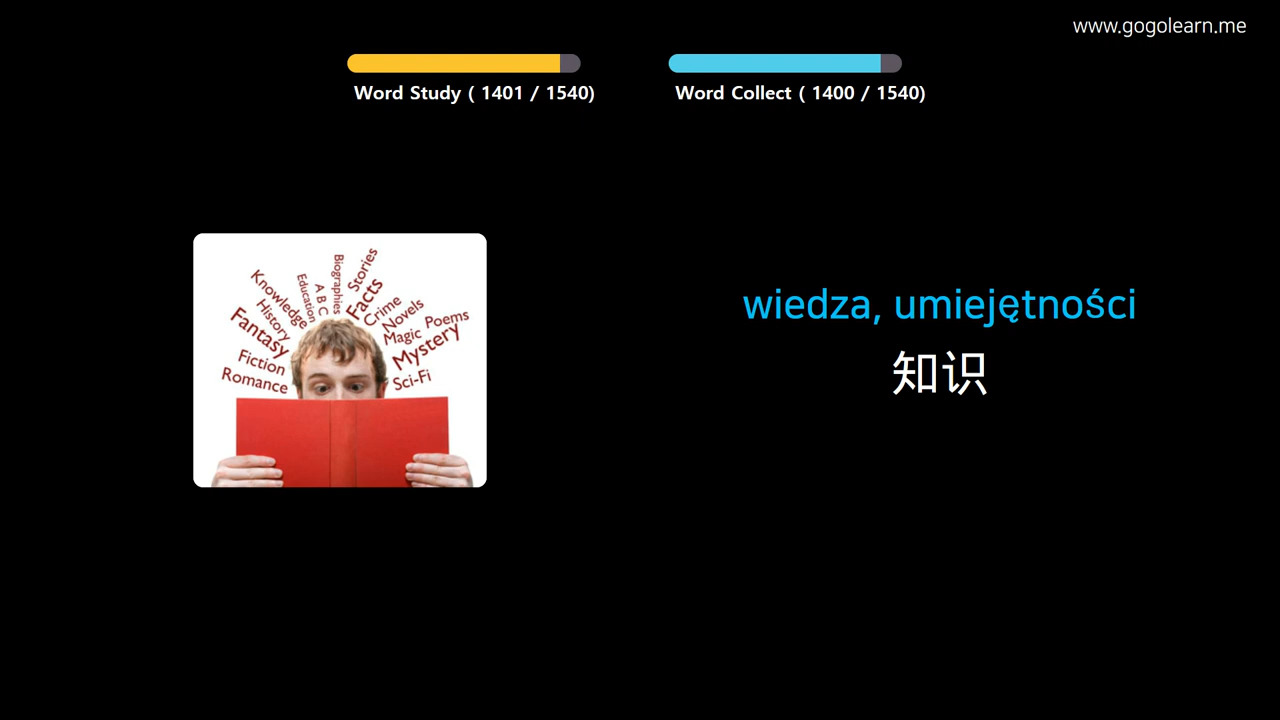 www.gogolearn.me
Word Study ( 1401 / 1540)
Word Collect ( 1400 / 1540)
Knowledge
History
Fantasy
Fiction
Romance
Education
A B C
Biographies
Stories
Facts
Crime
Novels
Magic
Poems
Mystery
Sci-Fi
wiedza, umiejętności
知识